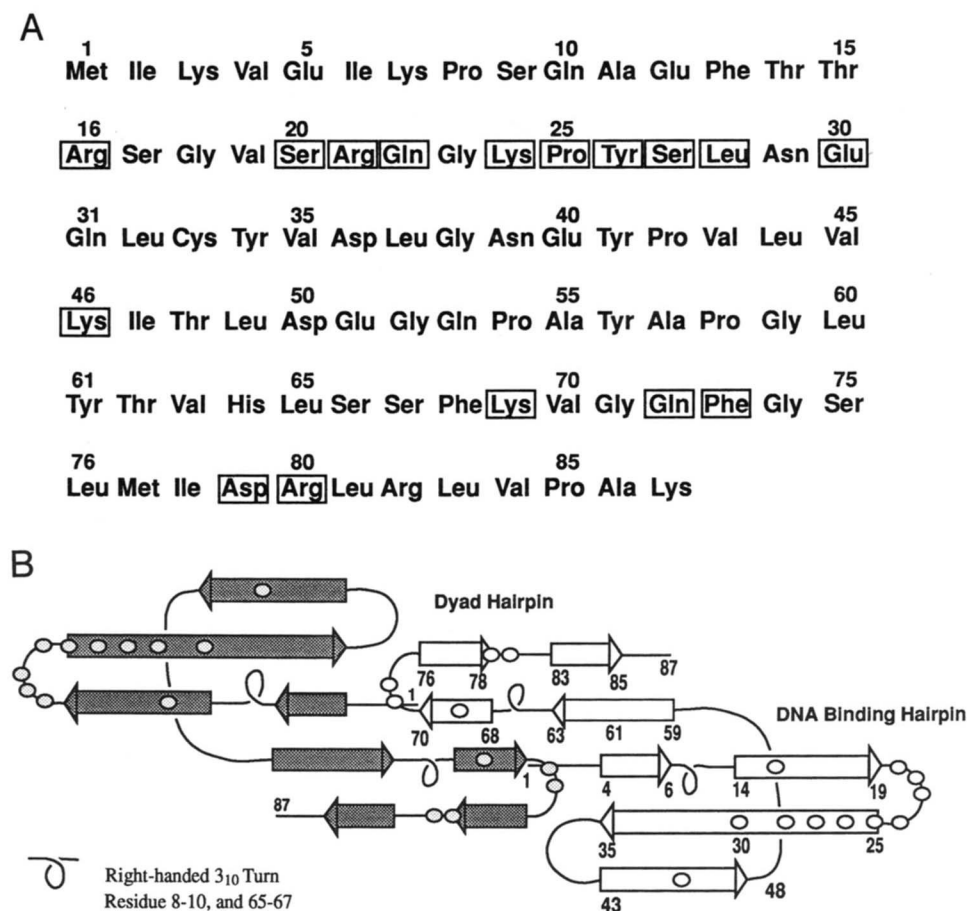 A
1 5 10 15
Met Ile Lys Val Glu Ile Lys Pro Ser Gln Ala Glu Phe Thr Thr
16 20 25 30
Arg Ser Gly Val Ser Arg Gln Gly Lys Pro Tyr Ser Leu Asn Glu
31 35 40 45
Gln Leu Cys Tyr Val Asp Leu Gly Asn Glu Tyr Pro Val Leu Val
46 50 55 60
Lys Ile Thr Leu Asp Glu Gly Gln Pro Ala Tyr Ala Pro Gly Leu
61 65 70 75
Tyr Thr Val His Leu Ser Ser Phe Lys Val Gly Gln Phe Gly Ser
76 80 85
Leu Met Ile Asp Arg Leu Arg Leu Val Pro Ala Lys
B
Dyad Hairpin
76 78 83 85 87
1
DNA Binding Hairpin
70 68 63 61 59
1 4 6 14 19
87
35 30 25
43 48
Right-handed 3₁₀ Turn
Residue 8-10, and 65-67